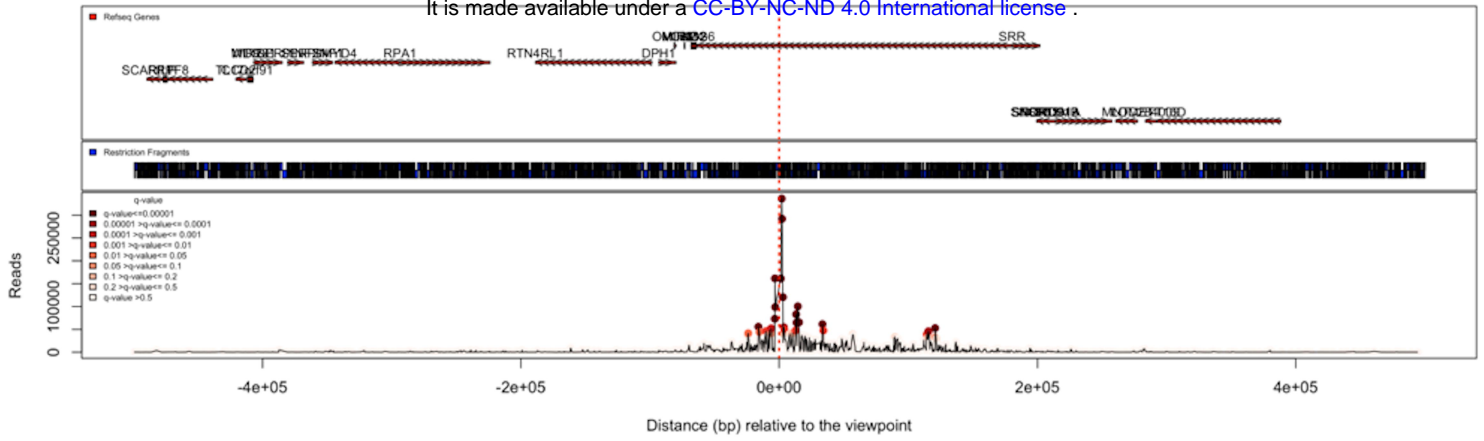 It is made available under a CC-BY-NC-ND 4.0 International license .
Refseq Genes
SRR
RPA1
RTN4RL1
DPH1
Restriction Fragments
q-value
q-value<=0.00001
0.00001 >q-value<= 0.0001
0.0001 >q-value<= 0.001
0.001 >q-value<= 0.01
0.01 >q-value<= 0.05
0.05 >q-value<= 0.1
0.1 >q-value<= 0.2
0.2 >q-value<= 0.5
q-value >0.5
Reads
250000
100000
0
-4e+05
-2e+05
0e+00
2e+05
4e+05
Distance (bp) relative to the viewpoint